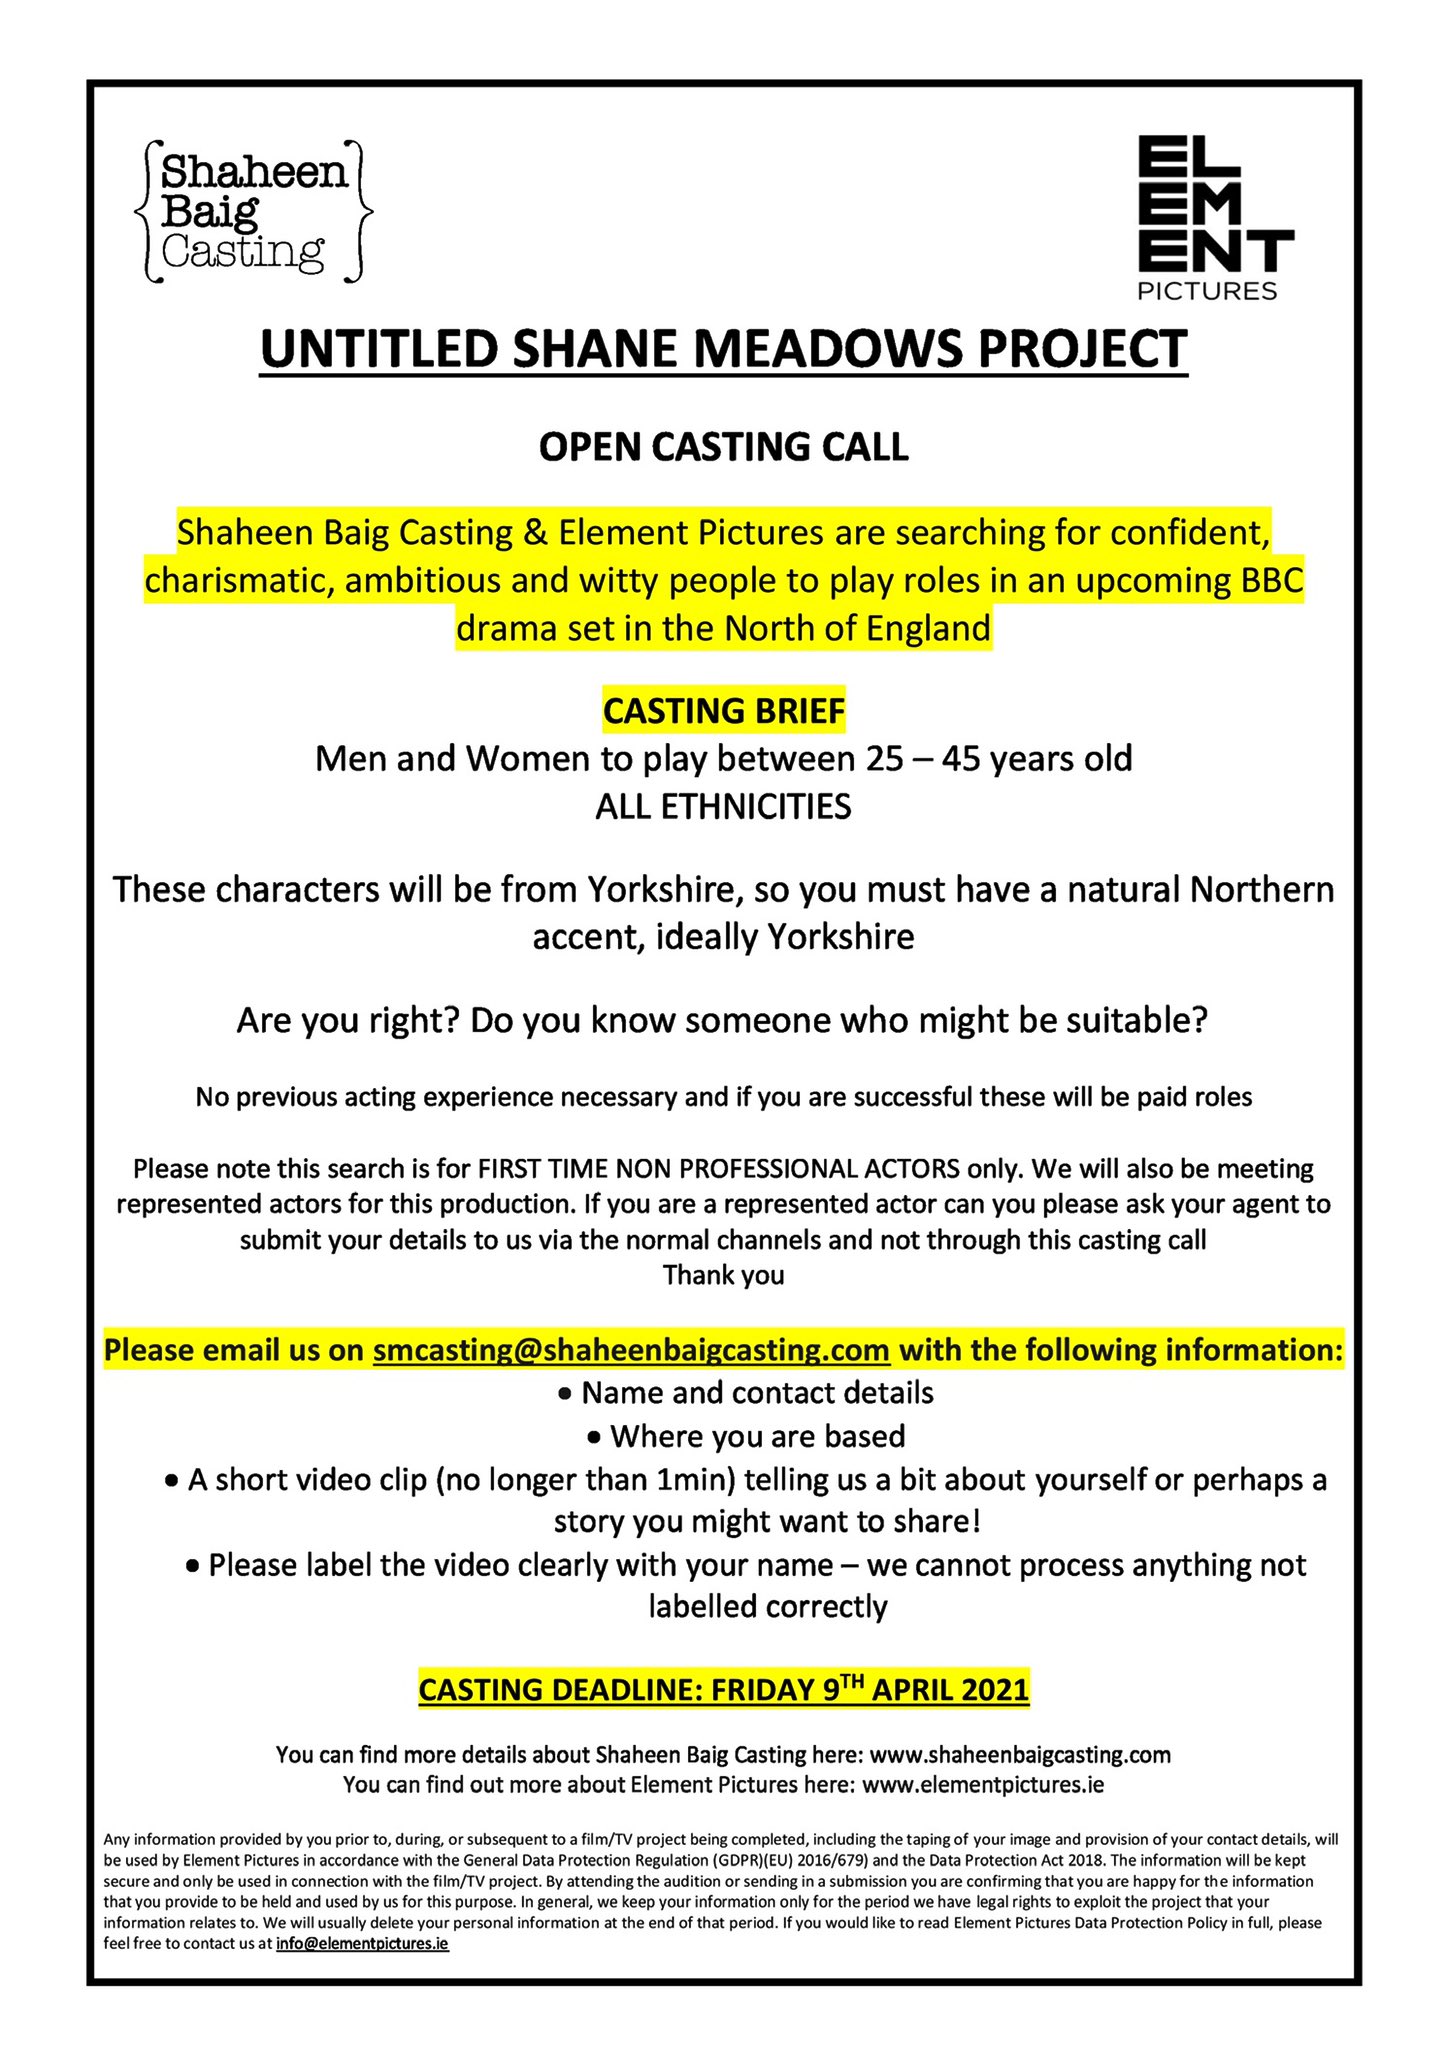 Shaheen
Baig
Casting
EL
EM
ENT
PICTURES
UNTITLED SHANE MEADOWS PROJECT
OPEN CASTING CALL
Shaheen Baig Casting & Element Pictures are searching for confident,
charismatic, ambitious and witty people to play roles in an upcoming BBC
drama set in the North of England
CASTING BRIEF
Men and Women to play between 25 – 45 years old
ALL ETHNICITIES
These characters will be from Yorkshire, so you must have a natural Northern
accent, ideally Yorkshire
Are you right? Do you know someone who might be suitable?
No previous acting experience necessary and if you are successful these will be paid roles
Please note this search is for FIRST TIME NON PROFESSIONAL ACTORS only. We will also be meeting
represented actors for this production. If you are a represented actor can you please ask your agent to
submit your details to us via the normal channels and not through this casting call
Thank you
Please email us on smcasting@shaheenbaigcasting.com with the following information:
• Name and contact details
• Where you are based
• A short video clip (no longer than 1min) telling us a bit about yourself or perhaps a
story you might want to share!
• Please label the video clearly with your name – we cannot process anything not
labelled correctly
CASTING DEADLINE: FRIDAY 9TH APRIL 2021
You can find more details about Shaheen Baig Casting here: www.shaheenbaigcasting.com
You can find out more about Element Pictures here: www.elementpictures.ie
Any information provided by you prior to, during, or subsequent to a film/TV project being completed, including the taping of your image and provision of your contact details, will
be used by Element Pictures in accordance with the General Data Protection Regulation (GDPR)(EU) 2016/679) and the Data Protection Act 2018. The information will be kept
secure and only be used in connection with the film/TV project. By attending the audition or sending in a submission you are confirming that you are happy for the information
that you provide to be held and used by us for this purpose. In general, we keep your information only for the period we have legal rights to exploit the project that your
information relates to. We will usually delete your personal information at the end of that period. If you would like to read Element Pictures Data Protection Policy in full, please
feel free to contact us at info@elementpictures.ie